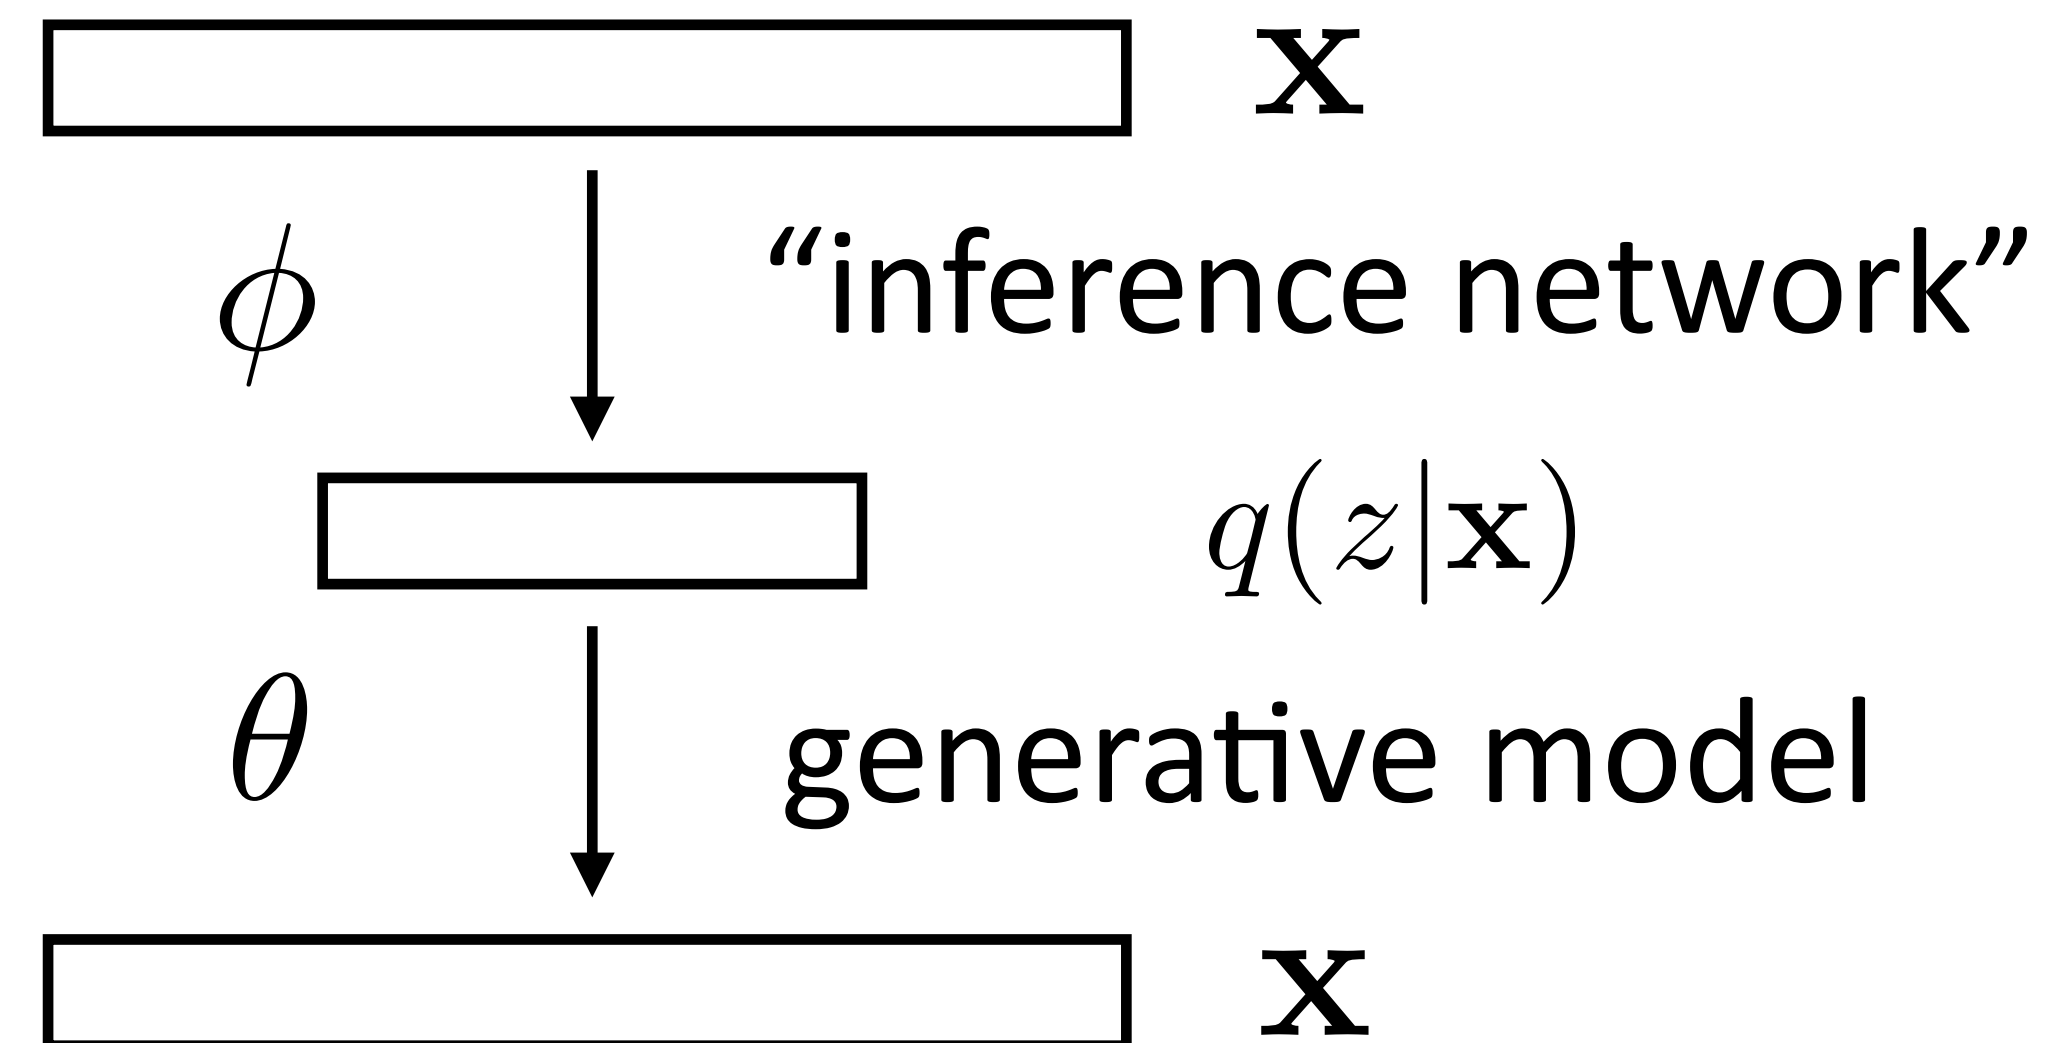 x
ϕ “inference network”
q(z|x)
θ generative model
x